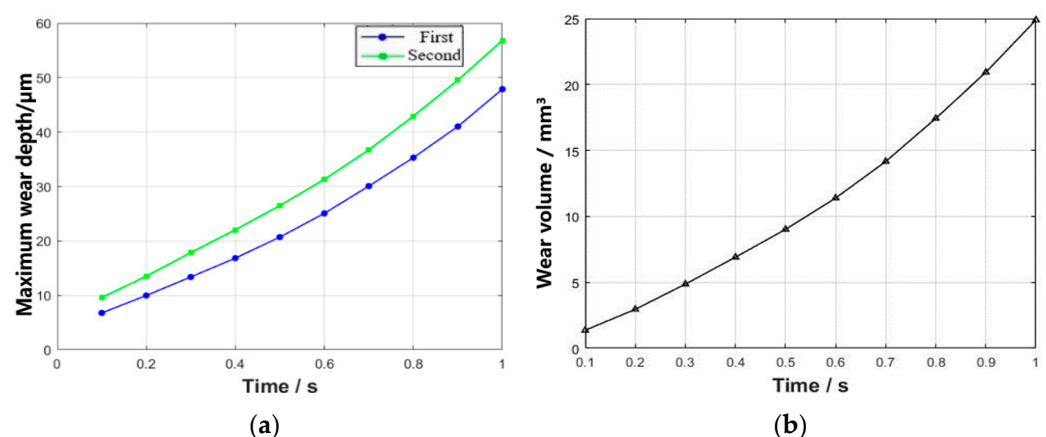 60
50
40
30
20
10
0
Maximum wear depth/μm
First
Second
0 0.2 0.4 0.6 0.8 1
Time / s
(a)
25
20
15
10
5
0
Wear volume / mm³
0.1 0.2 0.3 0.4 0.5 0.6 0.7 0.8 0.9 1
Time / s
(b)